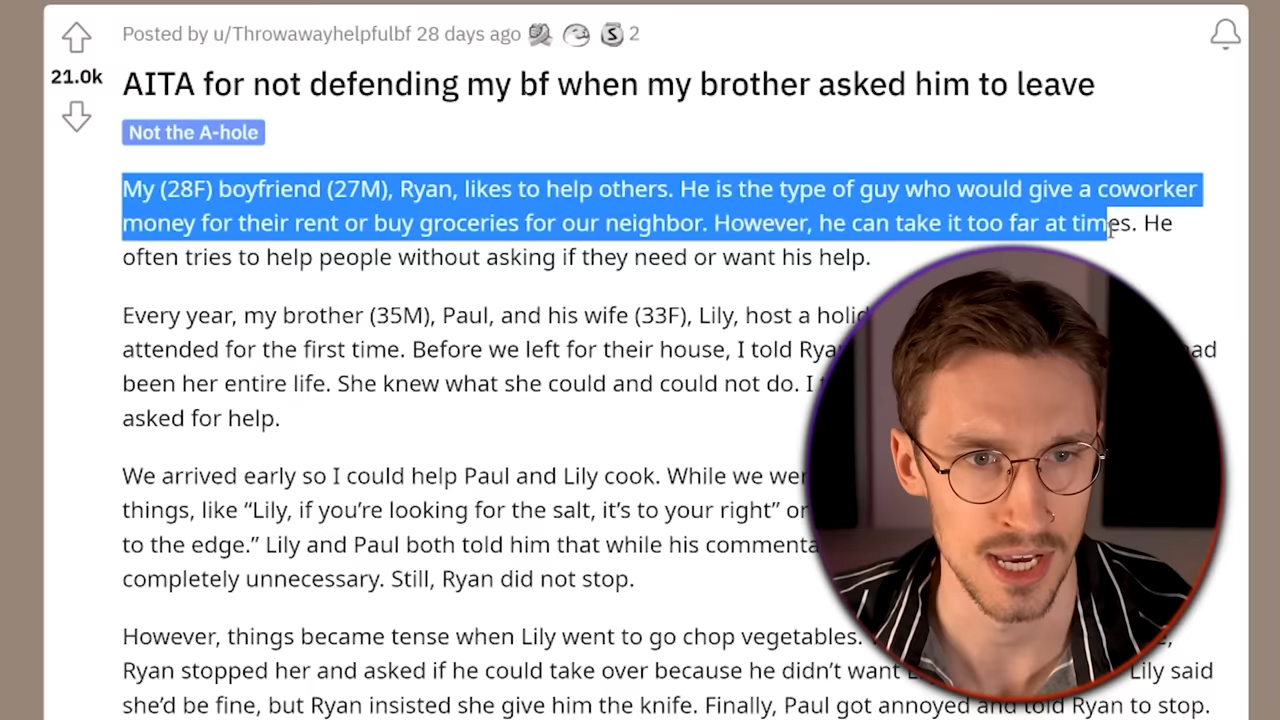 Posted by u/Throwawayhelpfulbf 28 days ago 2
21.0k
AITA for not defending my bf when my brother asked him to leave
Not the A-hole
My (28F) boyfriend (27M), Ryan, likes to help others. He is the type of guy who would give a coworker
money for their rent or buy groceries for our neighbor. However, he can take it too far at times. He
often tries to help people without asking if they need or want his help.
Every year, my brother (35M), Paul, and his wife (33F), Lily, host a
attended for the first time. Before we left for their house, I told
been her entire life. She knew what she could and could not do. I
asked for help.
We arrived early so I could help Paul and Lily cook. While we
things, like “Lily, if you’re looking for the salt, it’s to your right” or
to the edge.” Lily and Paul both told him that while his
completely unnecessary. Still, Ryan did not stop.
However, things became tense when Lily went to go chop vegetables.
Ryan stopped her and asked if he could take over because he didn’t want Lily said
she’d be fine, but Ryan insisted she give him the knife. Finally, Paul got annoyed and told Ryan to stop.